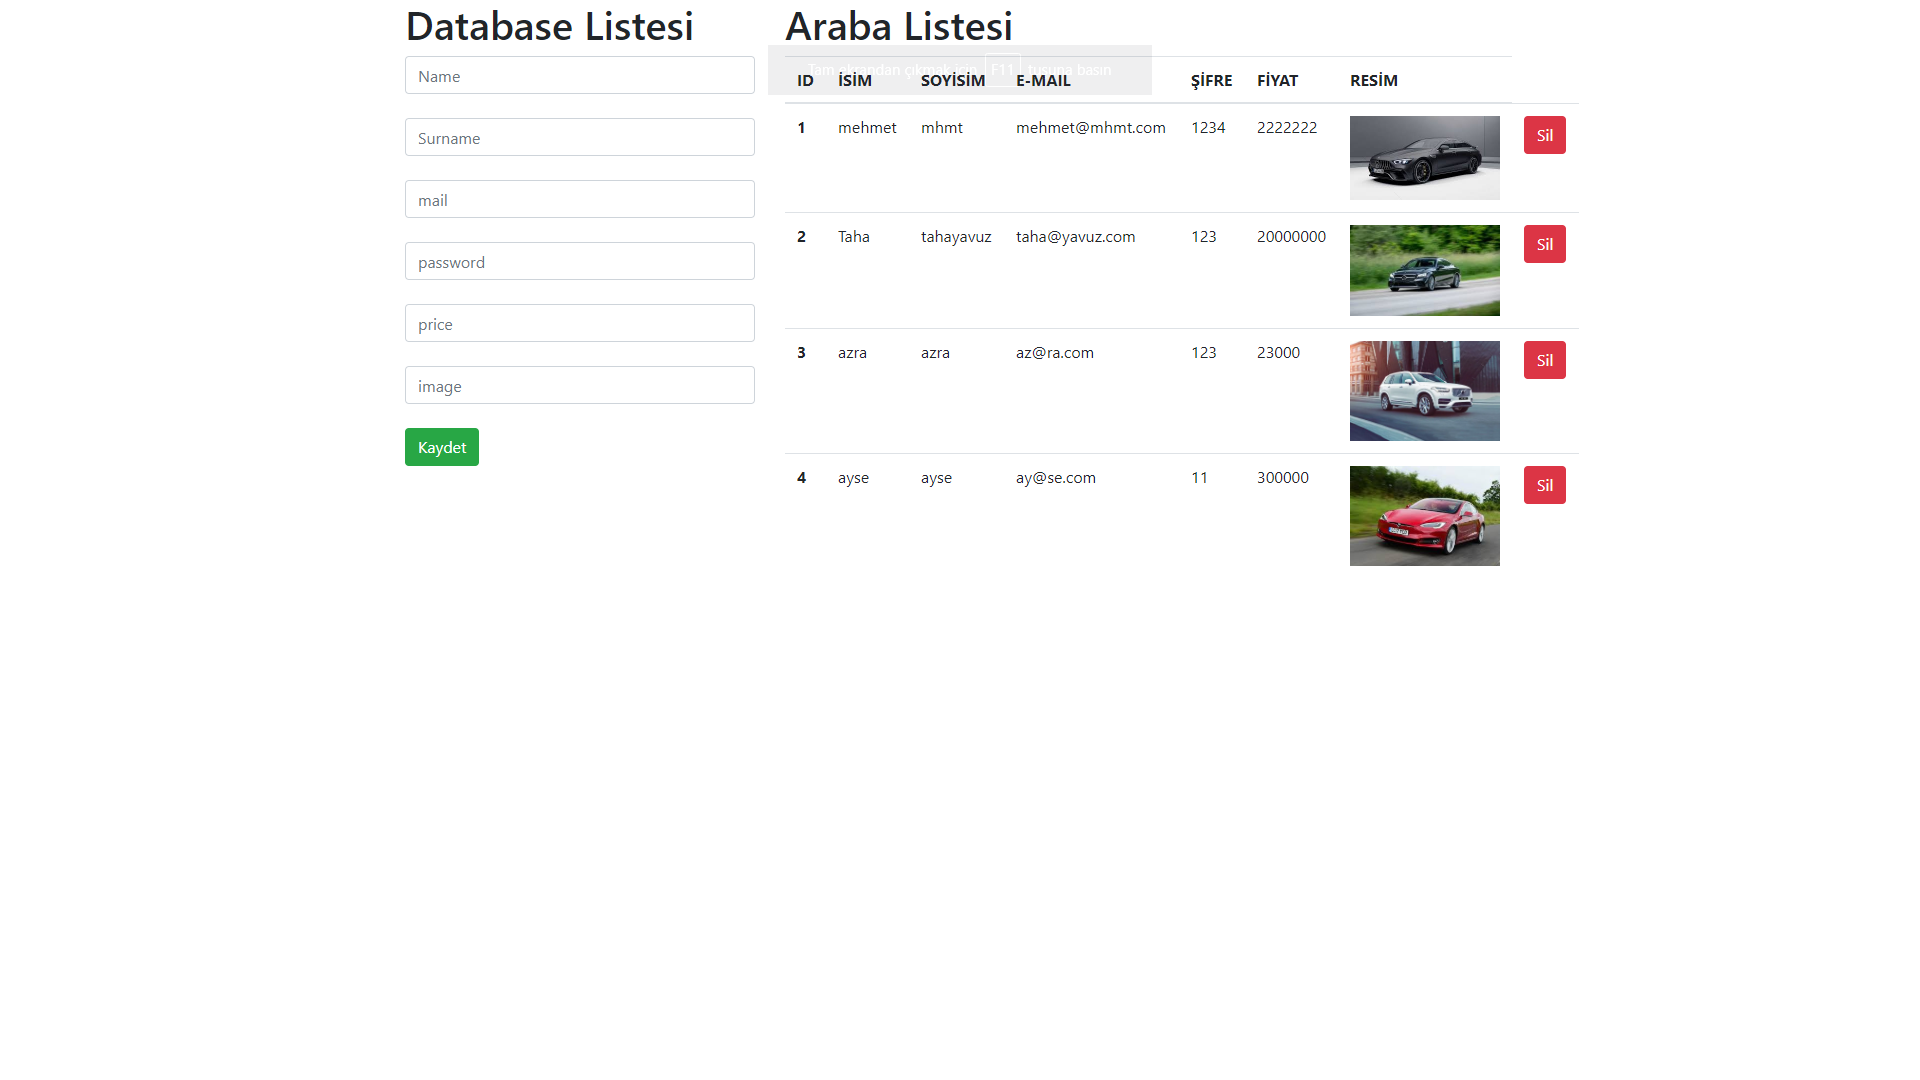 Database Listesi
Name
Surname
mail
password
price
image
Kaydet
Araba Listesi
Tam ekrandan çıkmak için F11 tuşuna basın
ID İSİM SOYİSİM E-MAIL ŞİFRE FİYAT RESİM
1 mehmet mhmt mehmet@mhmt.com 1234 2222222 Sil
2 Taha tahayavuz taha@yavuz.com 123 20000000 Sil
3 azra azra az@ra.com 123 23000 Sil
4 ayse ayse ay@se.com 11 300000 Sil